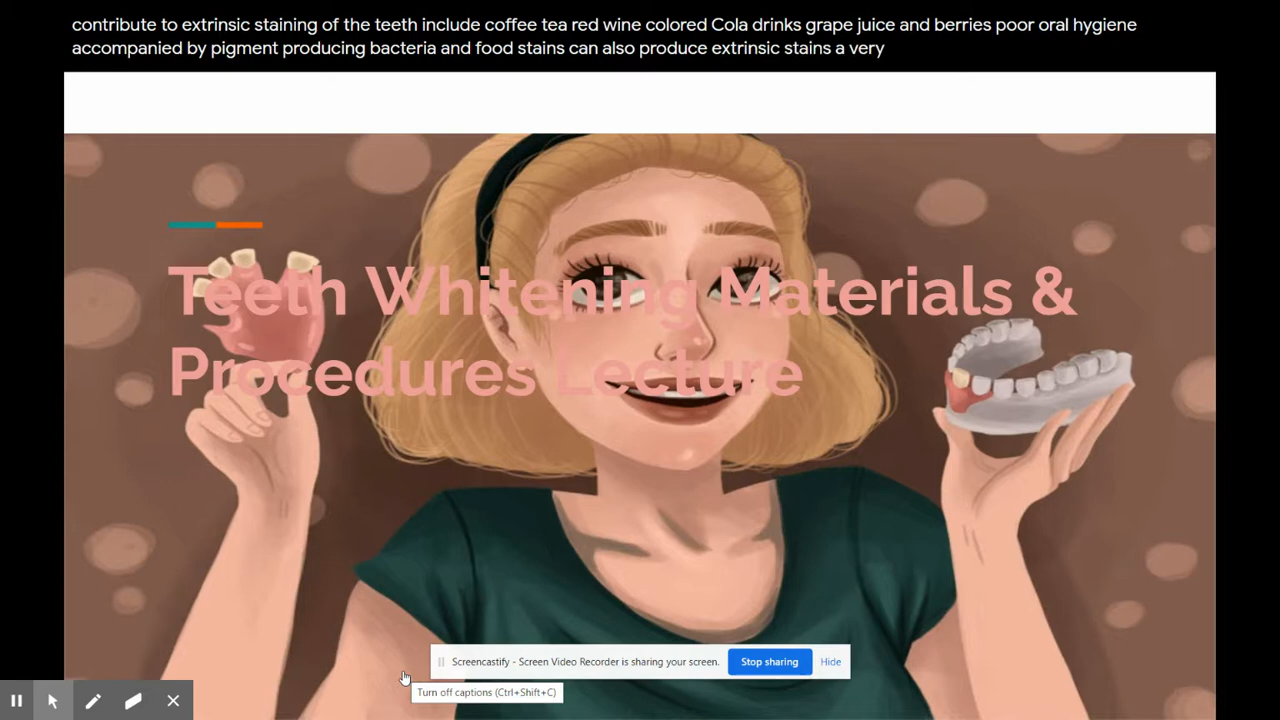 contribute to extrinsic staining of the teeth include coffee tea red wine colored Cola drinks grape juice and berries poor oral hygiene
accompanied by pigment producing bacteria and food stains can also produce extrinsic stains a very
Teeth Whitening Materials &
Procedures Lecture
Screencastify - Screen Video Recorder is sharing your screen.
Stop sharing
Hide
Turn off captions (Ctrl+Shift+C)